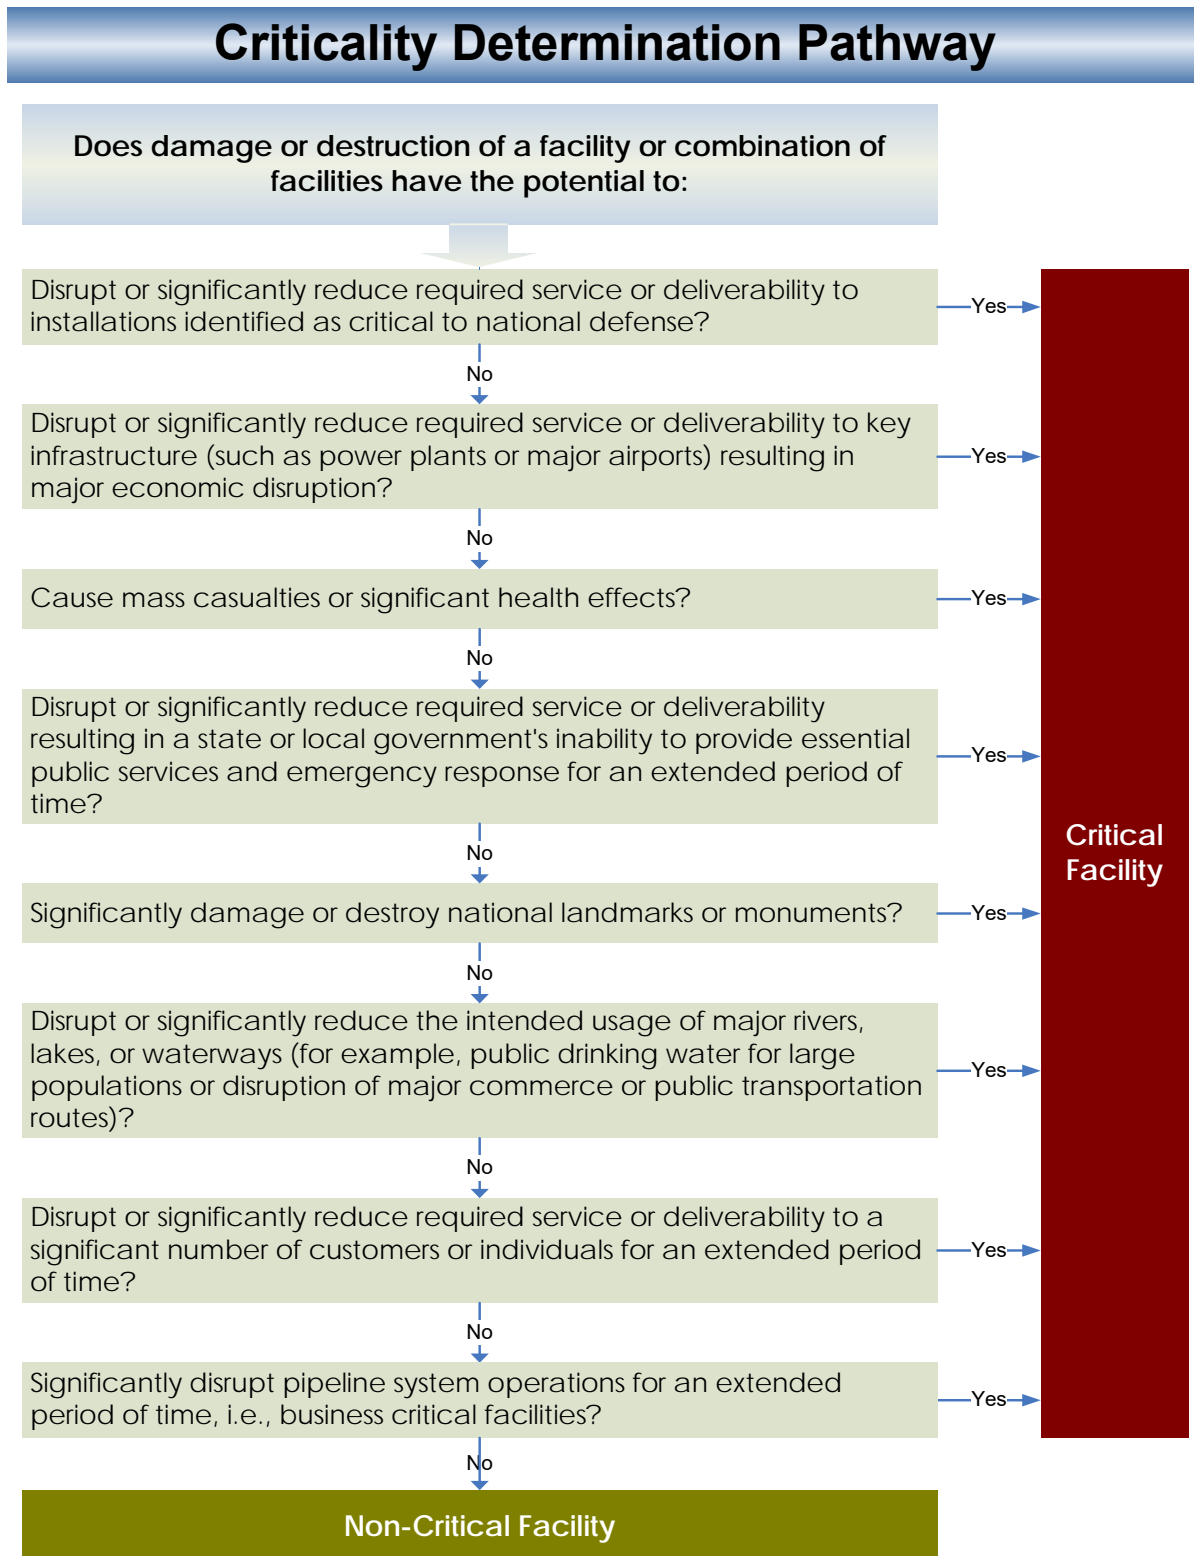 Criticality Determination Pathway
Does damage or destruction of a facility or combination of
facilities have the potential to:
Disrupt or significantly reduce required service or deliverability to
installations identified as critical to national defense?
Yes
No
Disrupt or significantly reduce required service or deliverability to key
infrastructure (such as power plants or major airports) resulting in
major economic disruption?
Yes
No
Cause mass casualties or significant health effects?
Yes
No
Disrupt or significantly reduce required service or deliverability
resulting in a state or local government's inability to provide essential
public services and emergency response for an extended period of
time?
Yes
No
Critical
Facility
Significantly damage or destroy national landmarks or monuments?
Yes
No
Disrupt or significantly reduce the intended usage of major rivers,
lakes, or waterways (for example, public drinking water for large
populations or disruption of major commerce or public transportation
routes)?
Yes
No
Disrupt or significantly reduce required service or deliverability to a
significant number of customers or individuals for an extended period
of time?
Yes
No
Significantly disrupt pipeline system operations for an extended
period of time, i.e., business critical facilities?
Yes
No
Non-Critical Facility